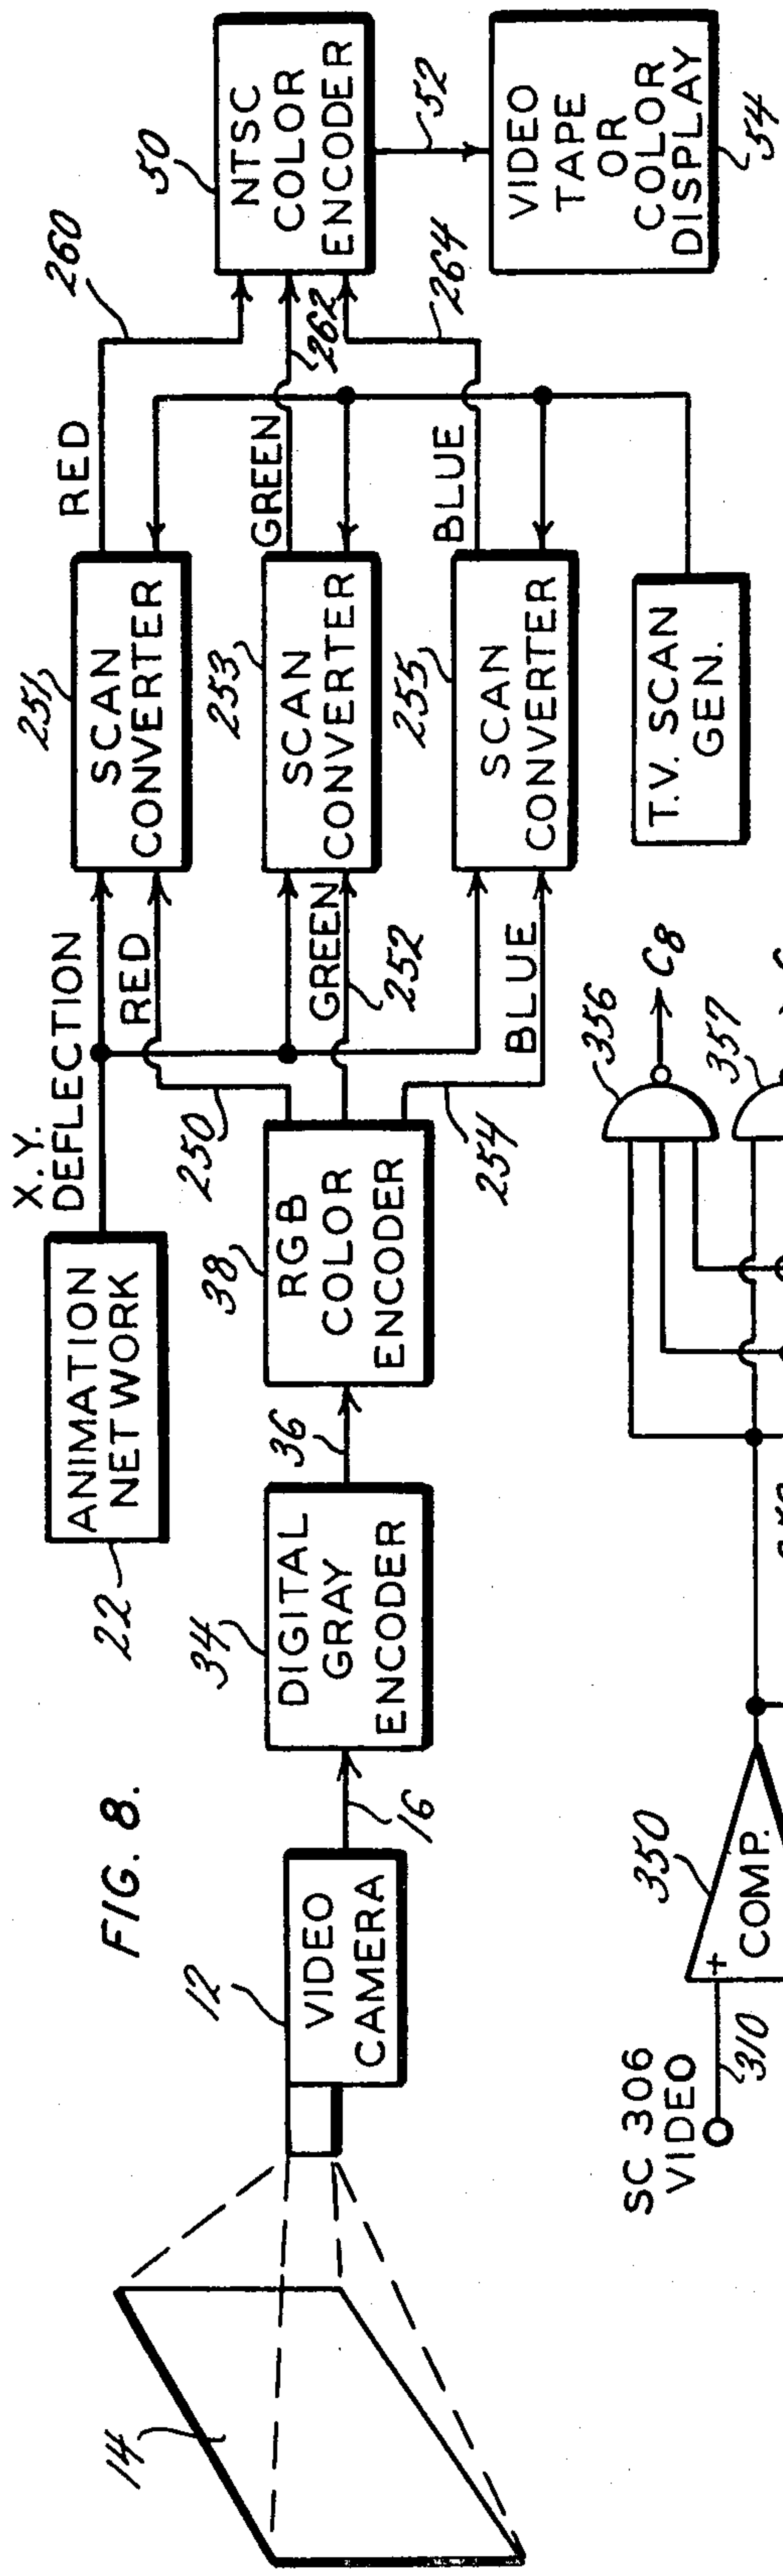 FIG. 8.
14
12
VIDEO
CAMERA
16
34
DIGITAL
GRAY
ENCODER
36
22
ANIMATION
NETWORK
X.Y.
DEFLECTION
38
RGB
COLOR
ENCODER
250
RED
GREEN
252
254
BLUE
251
SCAN
CONVERTER
253
SCAN
CONVERTER
255
SCAN
CONVERTER
T.V. SCAN
GEN.
RED
260
GREEN
262
BLUE
264
50
NTSC
COLOR
ENCODER
52
VIDEO
TAPE
OR
COLOR
DISPLAY
54
SC 306
VIDEO
310
350
+
COMP.
356
C8
357